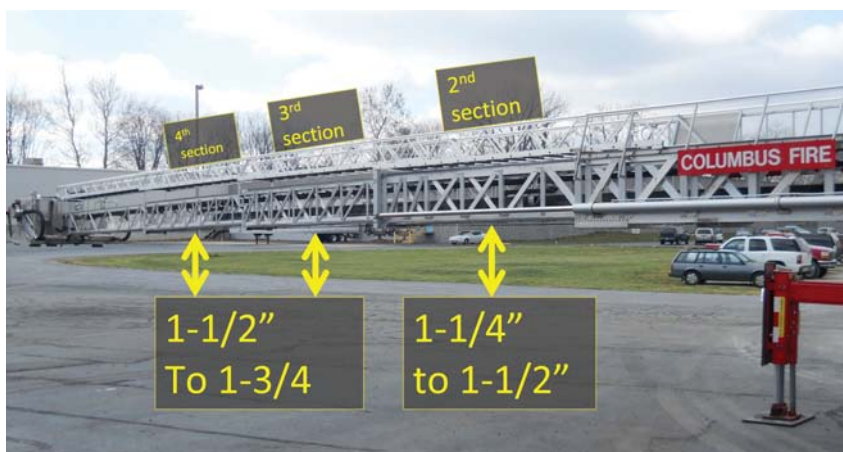 2nd
section
3rd
section
4th
section
COLUMBUS FIRE
1-1/2”
To 1-3/4
1-1/4”
to 1-1/2”